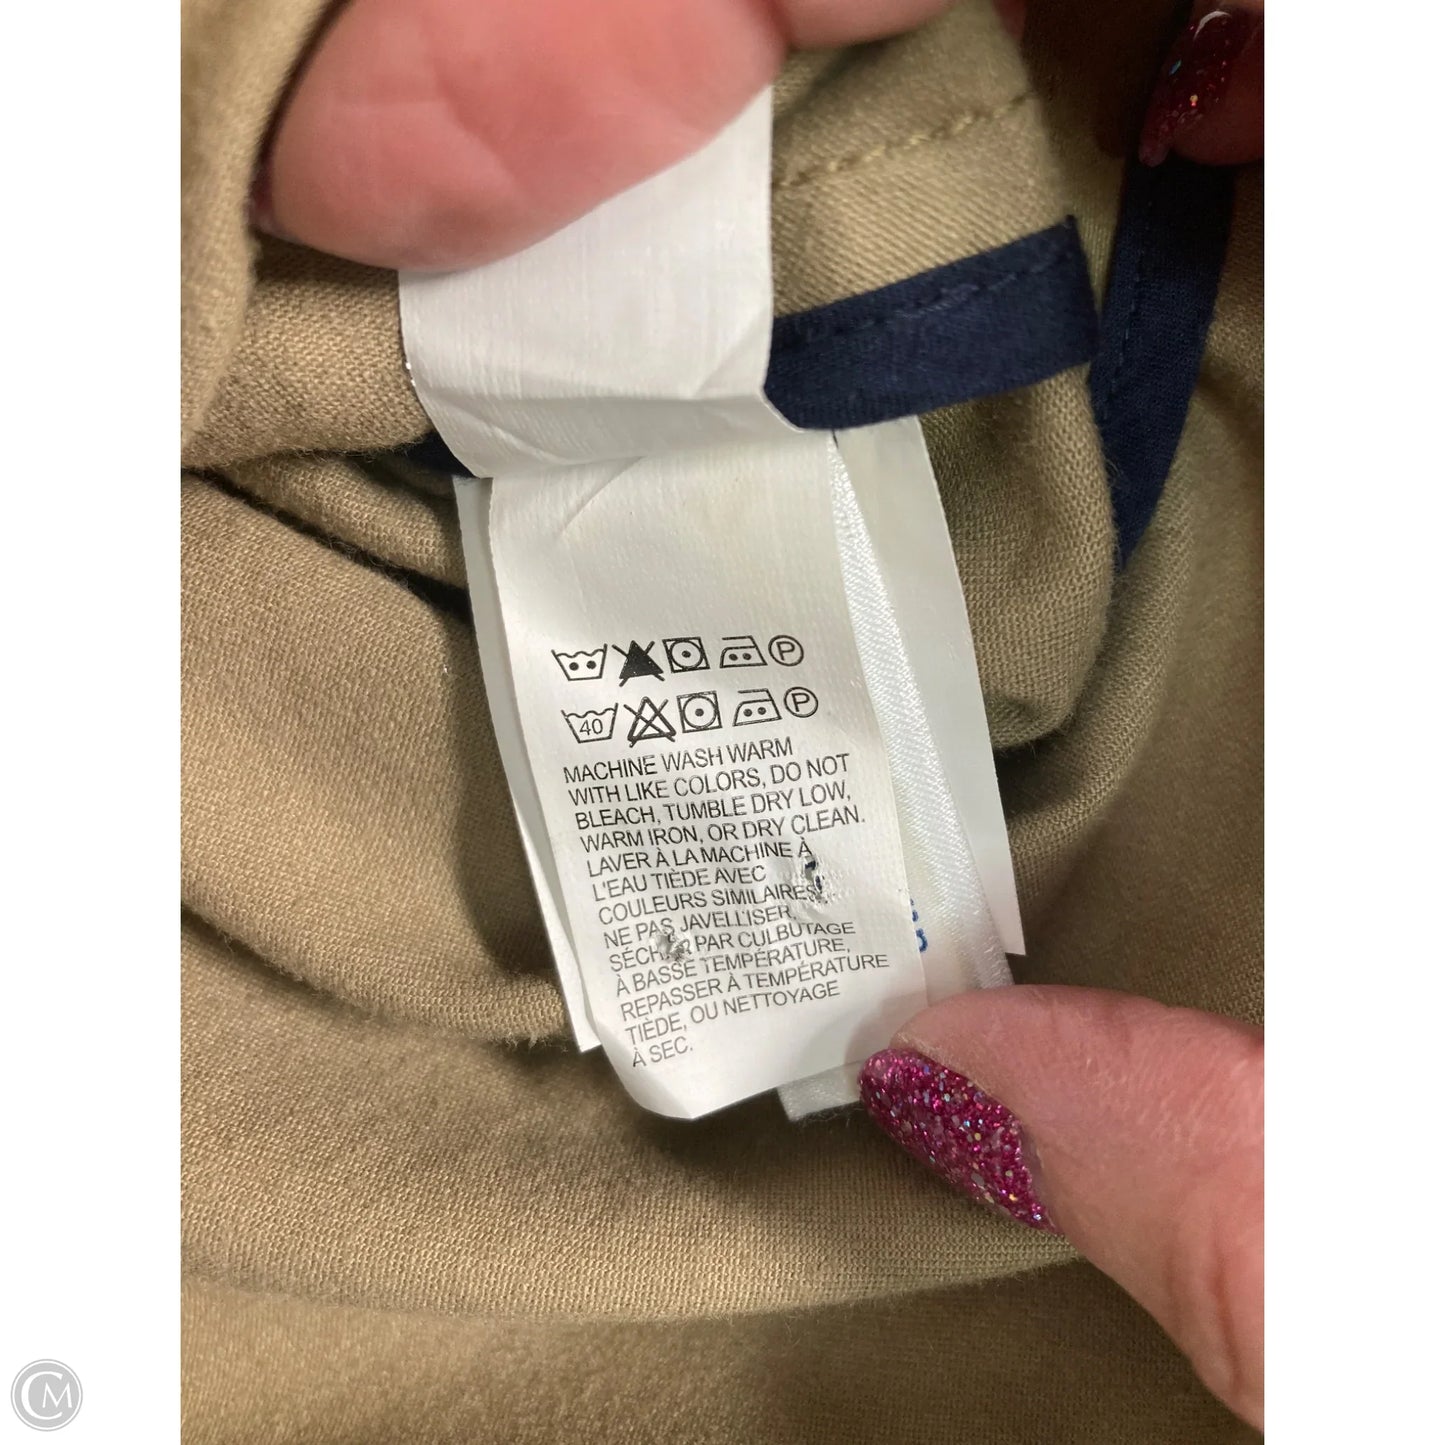 P
40 P
MACHINE WASH WARM
WITH LIKE COLORS, DO NOT
BLEACH, TUMBLE DRY LOW,
WARM IRON, OR DRY CLEAN.
LAVER À LA MACHINE À
L'EAU TIÈDE AVEC
COULEURS SIMILAIRES.
NE PAS JAVELLISER.
SÉCHER PAR CULBUTAGE
À BASSE TEMPÉRATURE,
REPASSER À TEMPÉRATURE
TIÈDE, OU NETTOYAGE
À SEC.
CM